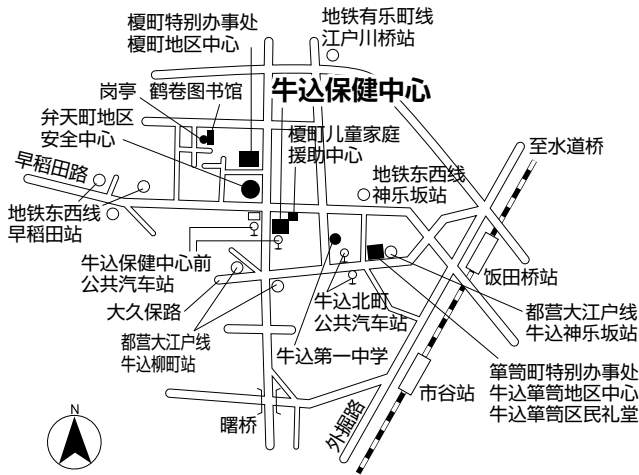 榎町特别办事处
榎町地区中心
地铁有乐町线
江户川桥站
岗亭
鹤卷图书馆
牛込保健中心
弁天町地区
安全中心
榎町儿童家庭
援助中心
至水道桥
早稻田路
地铁东西线
神乐坂站
地铁东西线
早稻田站
牛込保健中心前
公共汽车站
饭田桥站
大久保路
牛込北町
公共汽车站
都营大江户线
牛込神乐坂站
都营大江户线
牛込柳町站
牛込第一中学
箪笥町特别办事处
牛込箪笥地区中心
牛込箪笥区民礼堂
市谷站
外掘路
曙桥
N